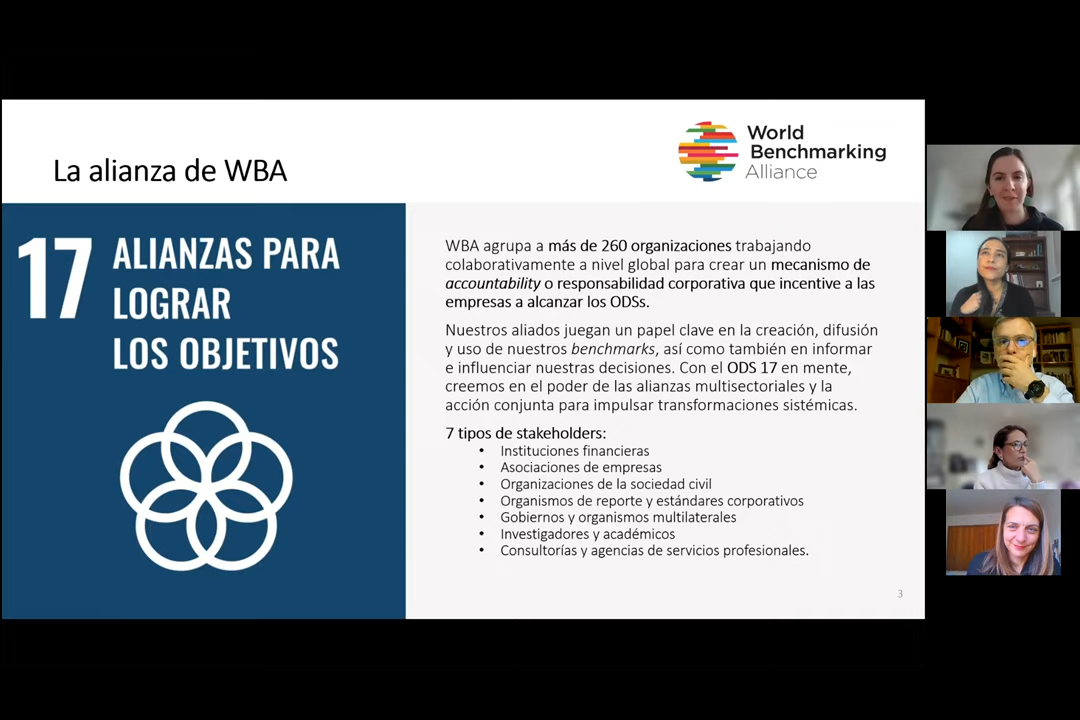 La alianza de WBA
World
Benchmarking
Alliance
17 ALIANZAS PARA
LOGRAR
LOS OBJETIVOS
WBA agrupa a más de 260 organizaciones trabajando
colaborativamente a nivel global para crear un mecanismo de
accountability o responsabilidad corporativa que incentive a las
empresas a alcanzar los ODSs.
Nuestros aliados juegan un papel clave en la creación, difusión
y uso de nuestros benchmarks, así como también en informar
e influenciar nuestras decisiones. Con el ODS 17 en mente,
creemos en el poder de las alianzas multisectoriales y la
acción conjunta para impulsar transformaciones sistémicas.
7 tipos de stakeholders:
• Instituciones financieras
• Asociaciones de empresas
• Organizaciones de la sociedad civil
• Organismos de reporte y estándares corporativos
• Gobiernos y organismos multilaterales
• Investigadores y académicos
• Consultorías y agencias de servicios profesionales.
3